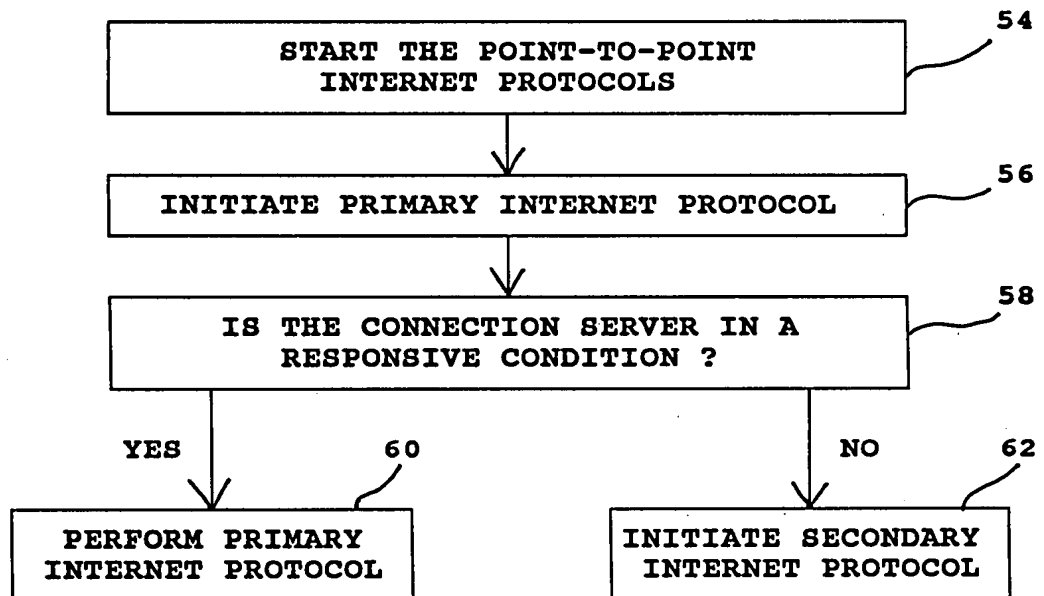 54
START THE POINT-TO-POINT
INTERNET PROTOCOLS
56
INITIATE PRIMARY INTERNET PROTOCOL
58
IS THE CONNECTION SERVER IN A
RESPONSIVE CONDITION ?
YES
60
NO
62
PERFORM PRIMARY
INTERNET PROTOCOL
INITIATE SECONDARY
INTERNET PROTOCOL